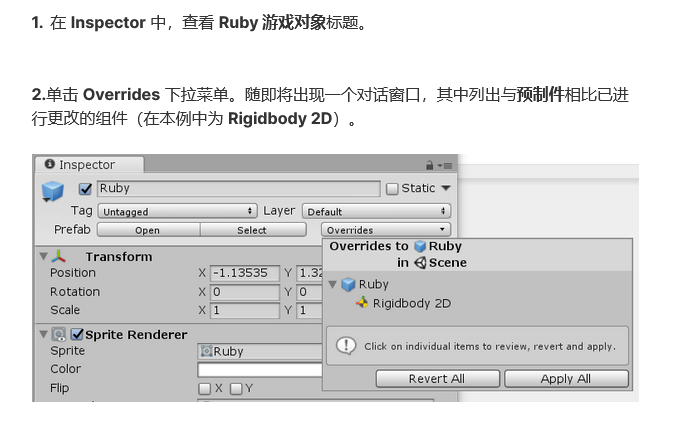 1. 在 Inspector 中，查看 Ruby 游戏对象标题。
2.单击 Overrides 下拉菜单。随即将出现一个对话窗口，其中列出与预制件相比已进
行更改的组件（在本例中为 Rigidbody 2D）。
Inspector
Ruby Static
Tag Untagged Layer Default
Prefab Open Select Overrides
Overrides to Ruby
in Scene
Transform
Position X -1.13535 Y 1.32
Rotation X 0 Y 0
Scale X 1 Y 1
Ruby
Rigidbody 2D
Sprite Renderer
Sprite Ruby
Color
Flip X Y
Click on individual items to review, revert and apply.
Revert All Apply All